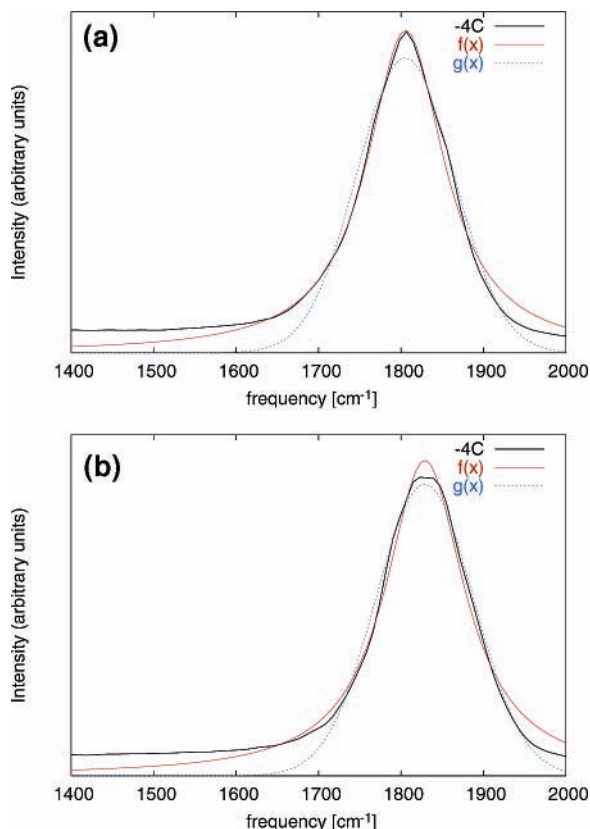 (a)
-4C
f(x)
g(x)
Intensity (arbitrary units)
1400 1500 1600 1700 1800 1900 2000
frequency [cm-1]
(b)
-4C
f(x)
g(x)
Intensity (arbitrary units)
1400 1500 1600 1700 1800 1900 2000
frequency [cm-1]